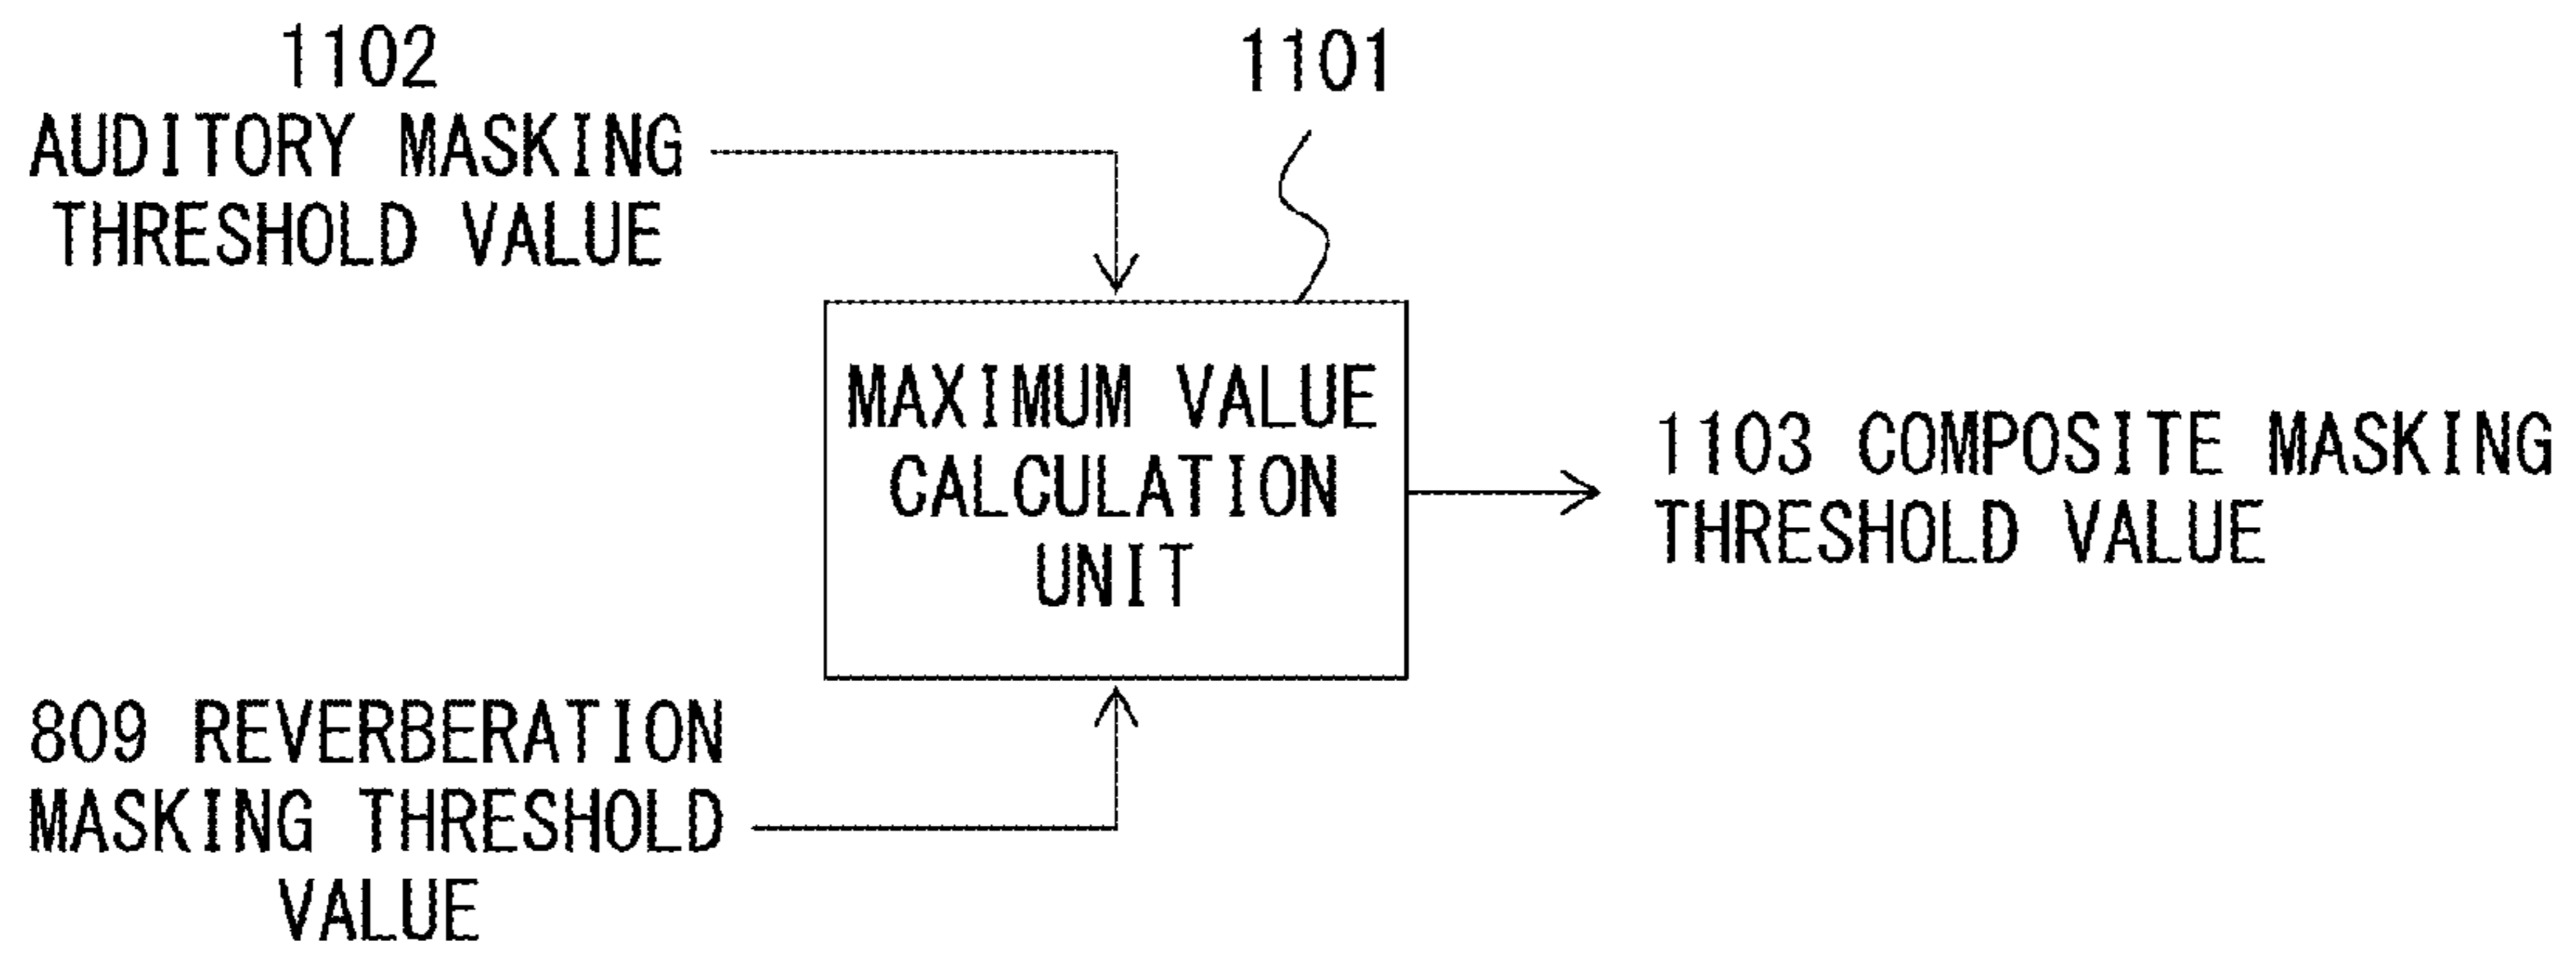 1102
AUDITORY MASKING
THRESHOLD VALUE
1101
MAXIMUM VALUE
CALCULATION
UNIT
1103 COMPOSITE MASKING
THRESHOLD VALUE
809 REVERBERATION
MASKING THRESHOLD
VALUE